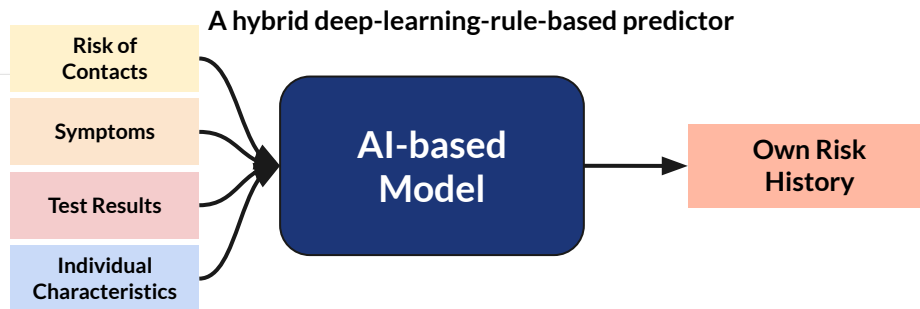 A hybrid deep-learning-rule-based predictor
Risk of
Contacts
Symptoms
Test Results
Individual
Characteristics
AI-based
Model
Own Risk
History